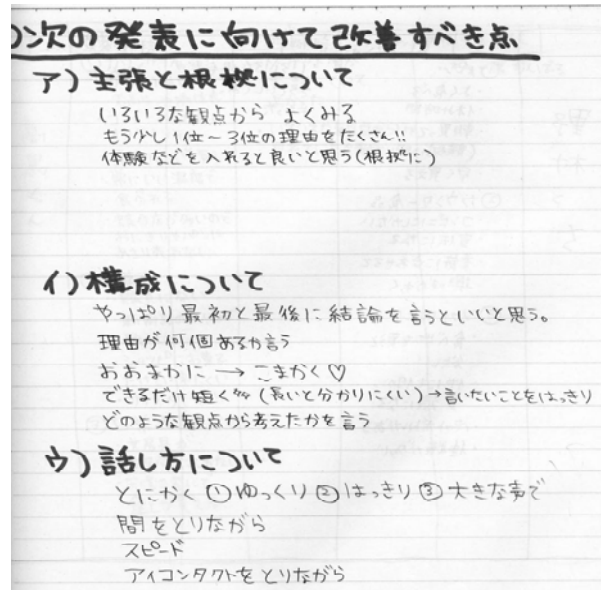 )次の発表に向けて改善すべき点
ア)主張と根拠について
いろいろな観点から よくみる
もう少し1位~3位の理由をたくさん!!
体験などを入れると良いと思う(根拠に)
イ)構成について
やっぱり最初と最後に結論を言うといいと思う。
理由が何個あるか言う
おおまかに → こまかく♡
できるだけ短く (長いと分かりにくい)→言いたいことをはっきり
どのような観点から考えたかを言う
ウ)話し方について
とにかく ①ゆっくり ②はっきり ③大きな声で
間をとりながら
スピード
アイコンタクトをとりながら